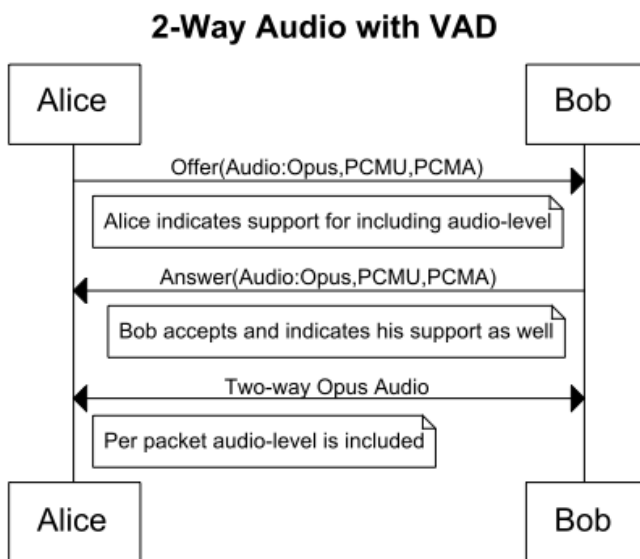 2-Way Audio with VAD
Alice
Bob
Offer(Audio:Opus,PCMU,PCMA)
Alice indicates support for including audio-level
Answer(Audio:Opus,PCMU,PCMA)
Bob accepts and indicates his support as well
Two-way Opus Audio
Per packet audio-level is included
Alice
Bob